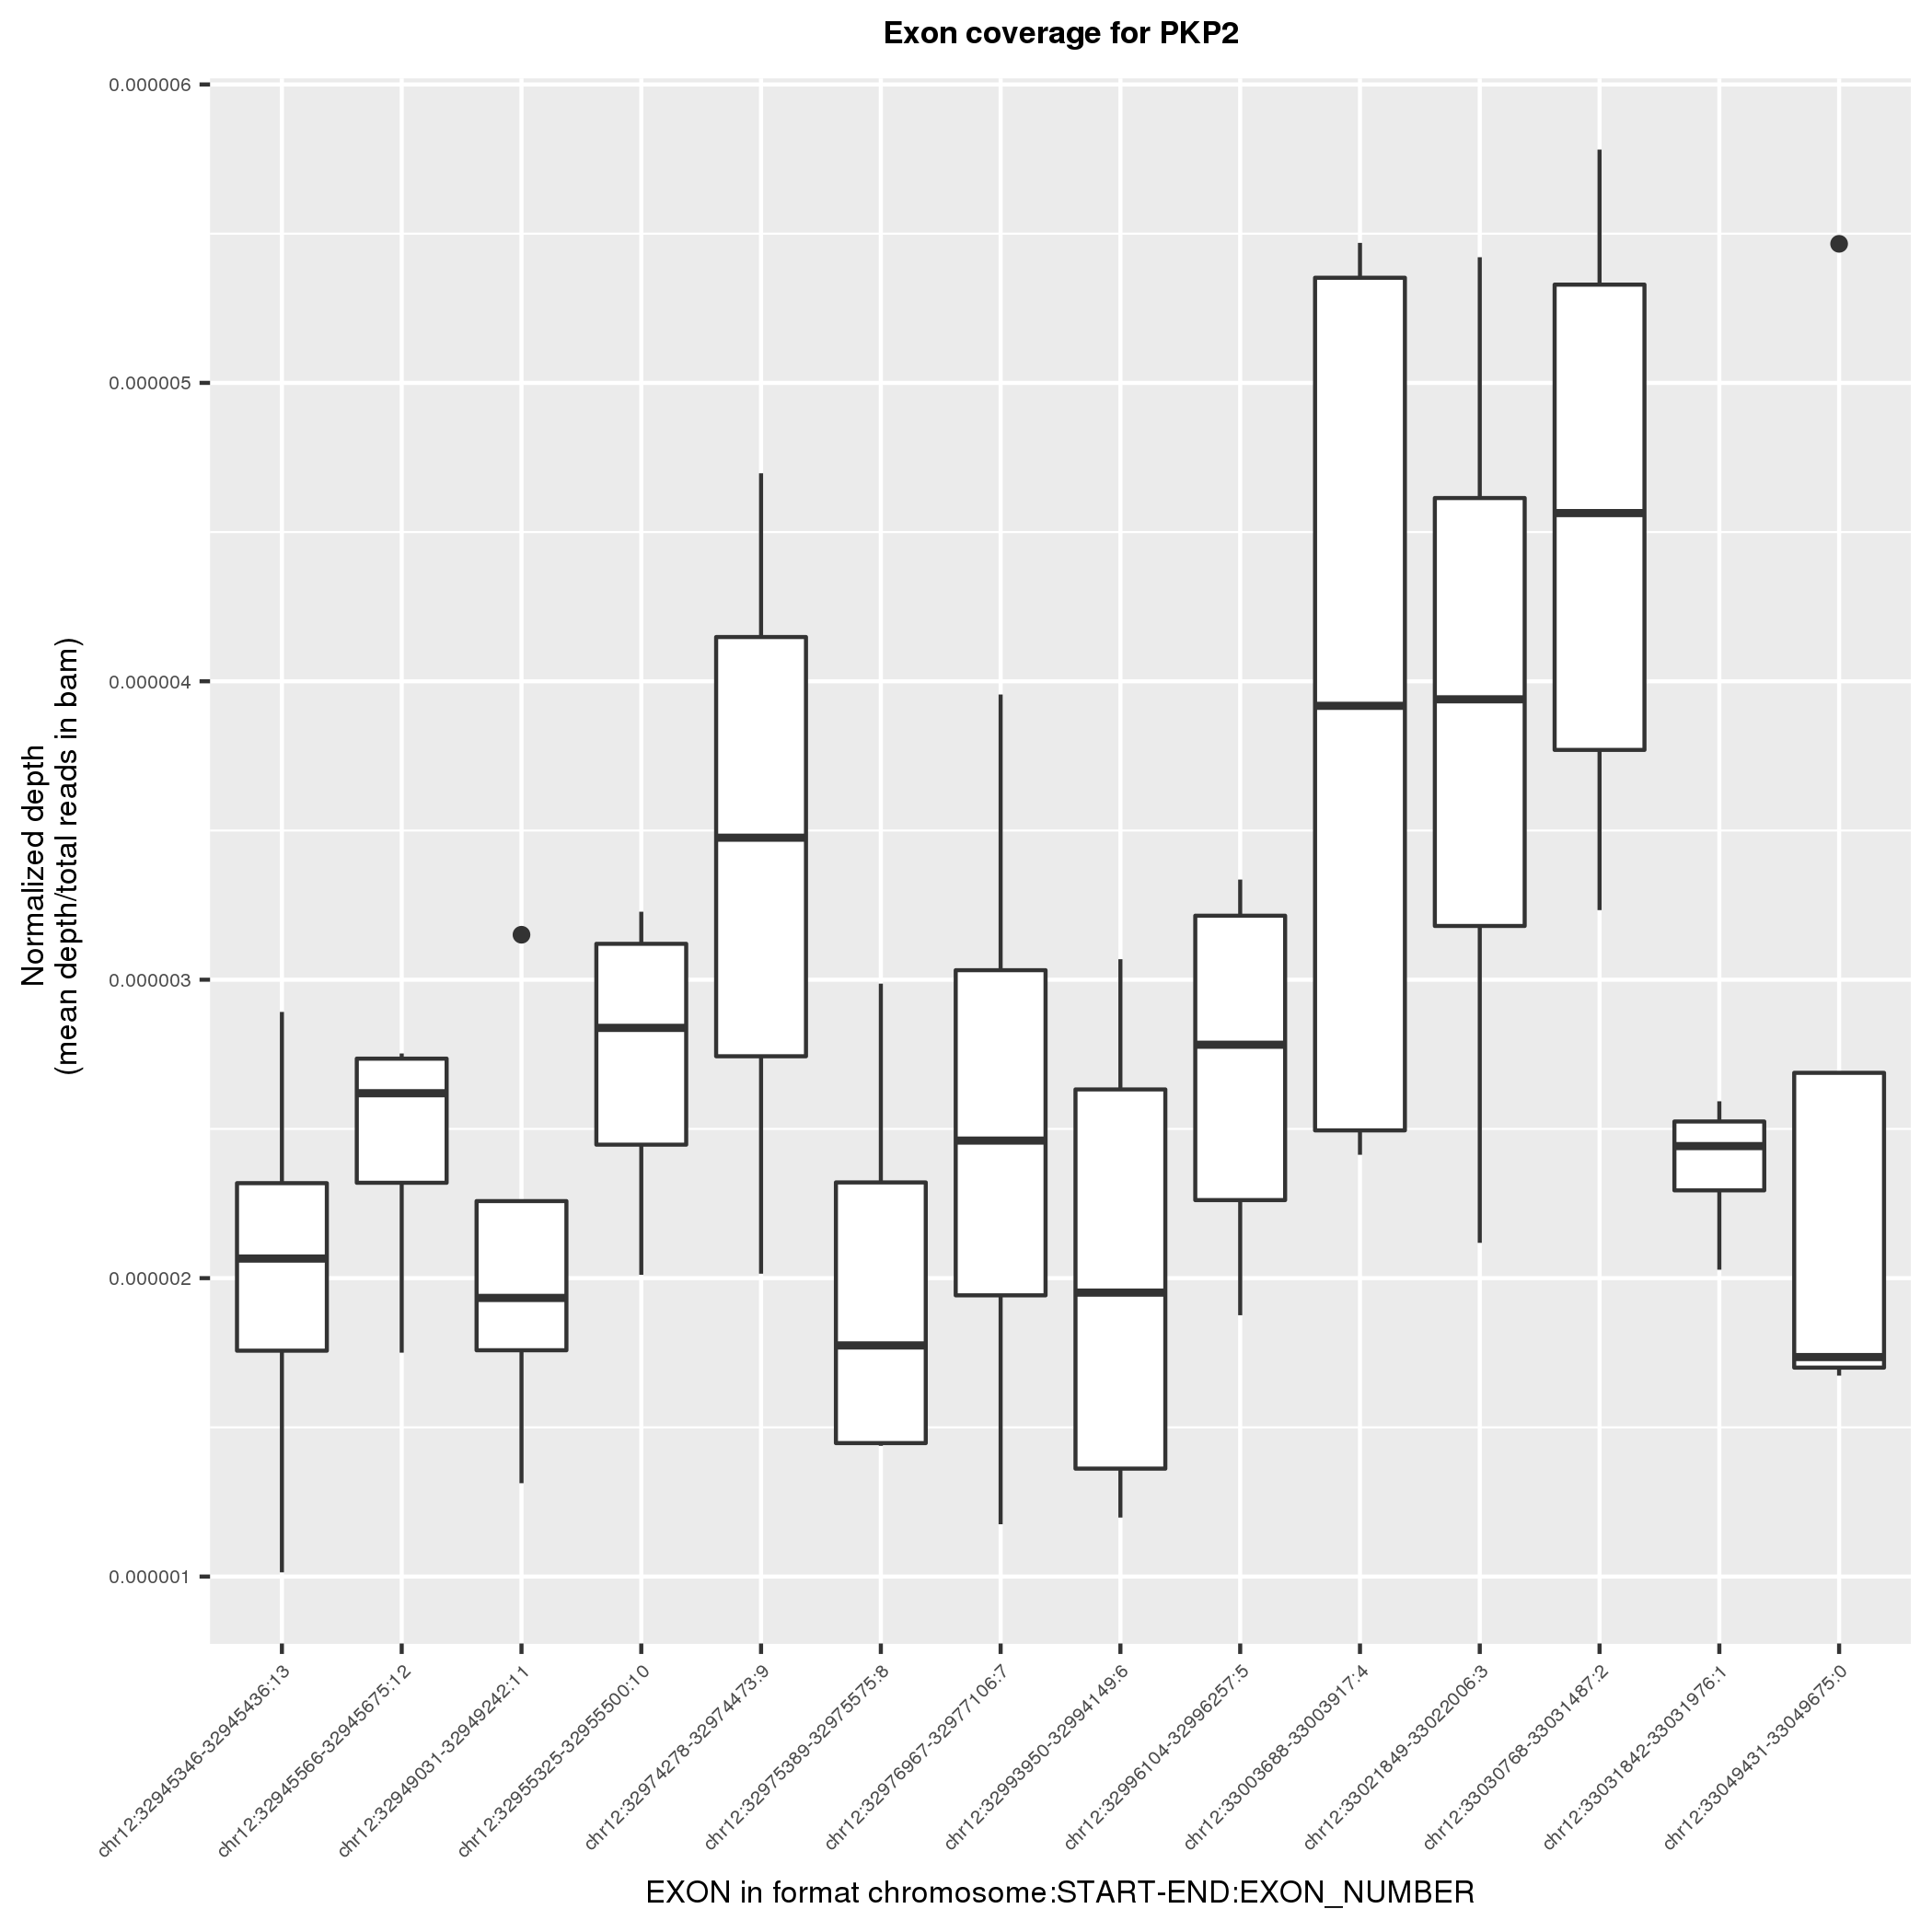 Exon coverage for PKP2
0.000006
0.000005
0.000004
0.000003
0.000002
0.000001
Normalized depth
(mean depth/total reads in bam)
chr12:32945346-32945436:13
chr12:32945566-32945675:12
chr12:32949031-32949242:11
chr12:32955325-32955500:10
chr12:32974278-32974473:9
chr12:32975389-32975575:8
chr12:32976967-32977106:7
chr12:32993950-32994149:6
chr12:32996104-32996257:5
chr12:33003688-33003917:4
chr12:33021849-33022006:3
chr12:33030768-33031487:2
chr12:33031842-33031976:1
chr12:33049431-33049675:0
EXON in format chromosome:START-END:EXON_NUMBER